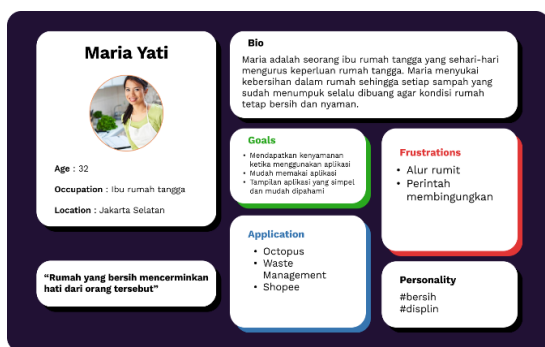 Maria Yati
Age : 32
Occupation : Ibu rumah tangga
Location : Jakarta Selatan
“Rumah yang bersih mencerminkan
hati dari orang tersebut”
Bio
Maria adalah seorang ibu rumah tangga yang sehari-hari
mengurus keperluan rumah tangga. Maria menyukai
kebersihan dalam rumah sehingga setiap sampah yang
sudah menumpuk selalu dibuang agar kondisi rumah
tetap bersih dan nyaman.
Goals
• Mendapatkan kenyamanan
ketika menggunakan aplikasi
• Mudah memakai aplikasi
• Tampilan aplikasi yang simpel
dan mudah dipahami
Frustrations
• Alur rumit
• Perintah
membingungkan
Application
• Octopus
• Waste
Management
• Shopee
Personality
#bersih
#displin